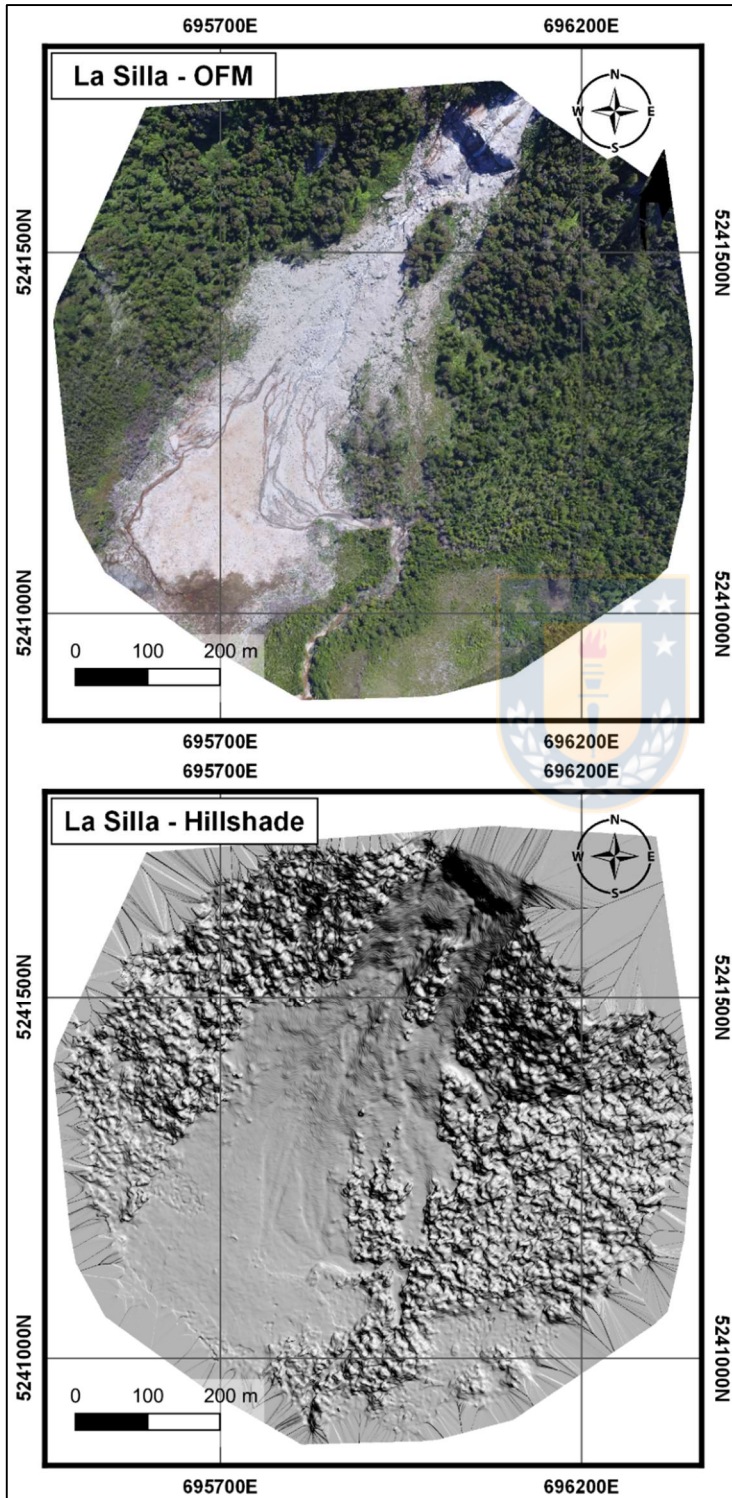 695700E 696200E
La Silla - OFM
N
W E
S
5241500N 5241500N
5241000N 5241000N
0 100 200 m
695700E 696200E
695700E 696200E
La Silla - Hillshade
N
W E
S
5241500N 5241500N
5241000N 5241000N
0 100 200 m
695700E 696200E